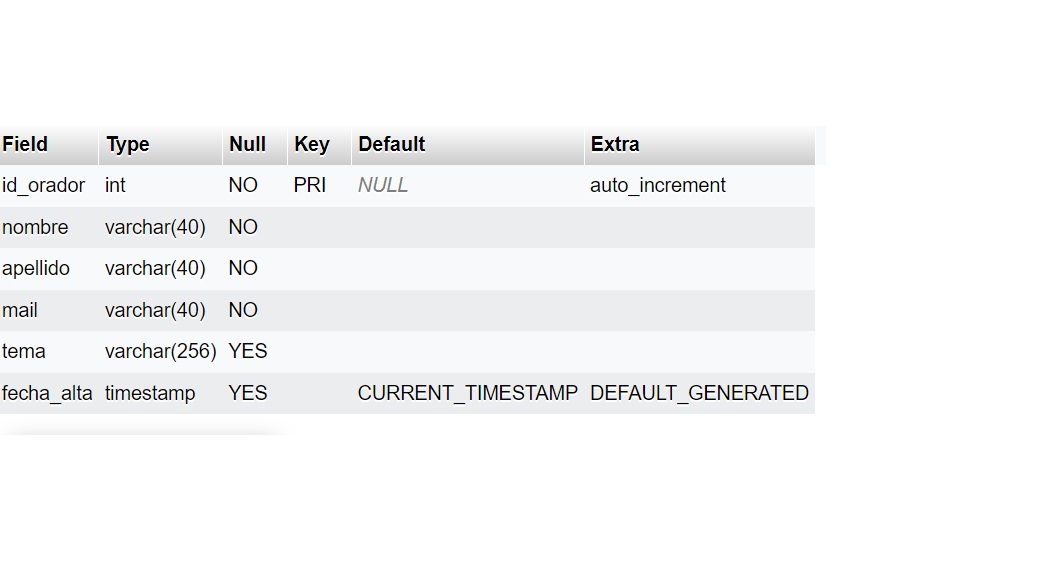 Field Type Null Key Default Extra
id_orador int NO PRI NULL auto_increment
nombre varchar(40) NO
apellido varchar(40) NO
mail varchar(40) NO
tema varchar(256) YES
fecha_alta timestamp YES CURRENT_TIMESTAMP DEFAULT_GENERATED